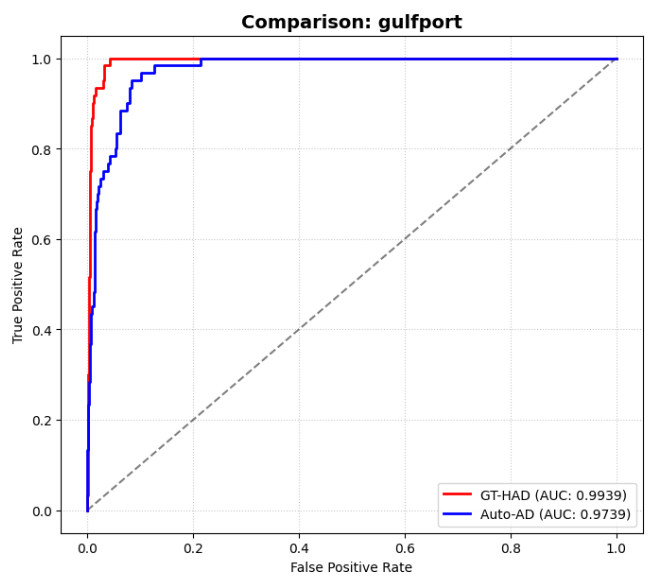 Comparison: gulfport
True Positive Rate
1.0
0.8
0.6
0.4
0.2
0.0
GT-HAD (AUC: 0.9939)
Auto-AD (AUC: 0.9739)
0.0 0.2 0.4 0.6 0.8 1.0
False Positive Rate